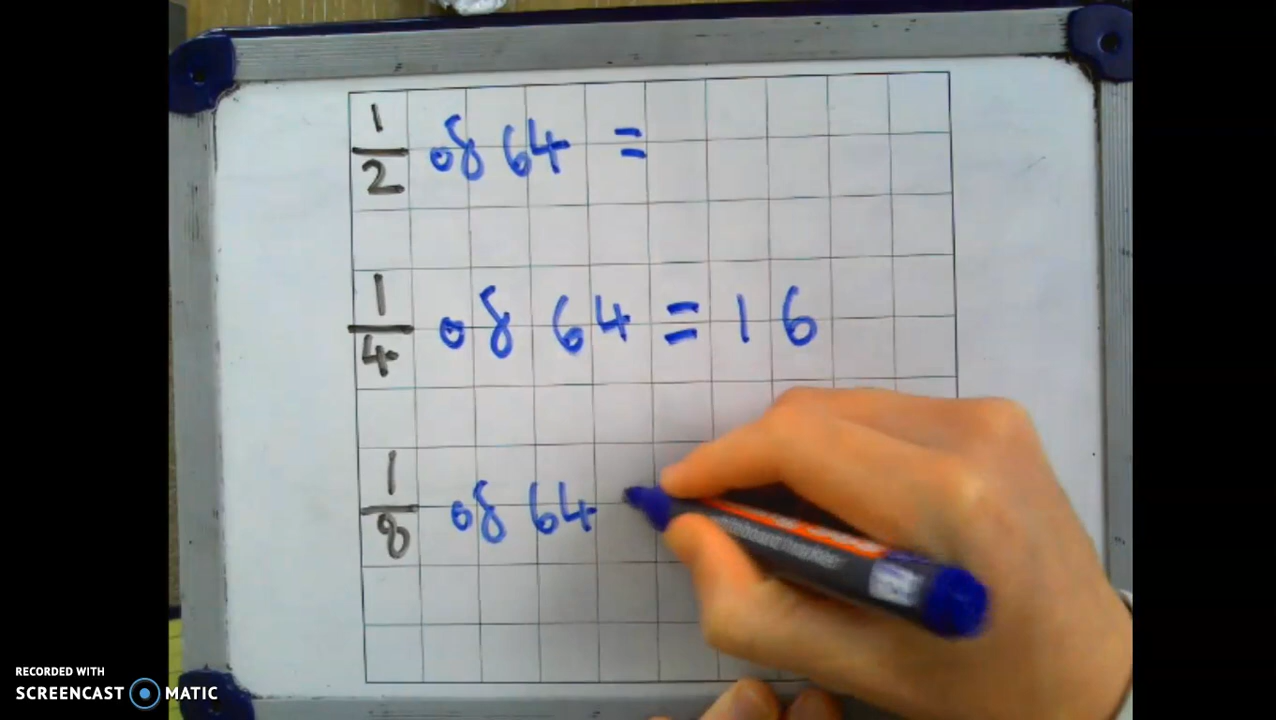 1/2 of 64 =
1/4 of 64 = 16
1/8 of 64
RECORDED WITH
SCREENCAST MATIC